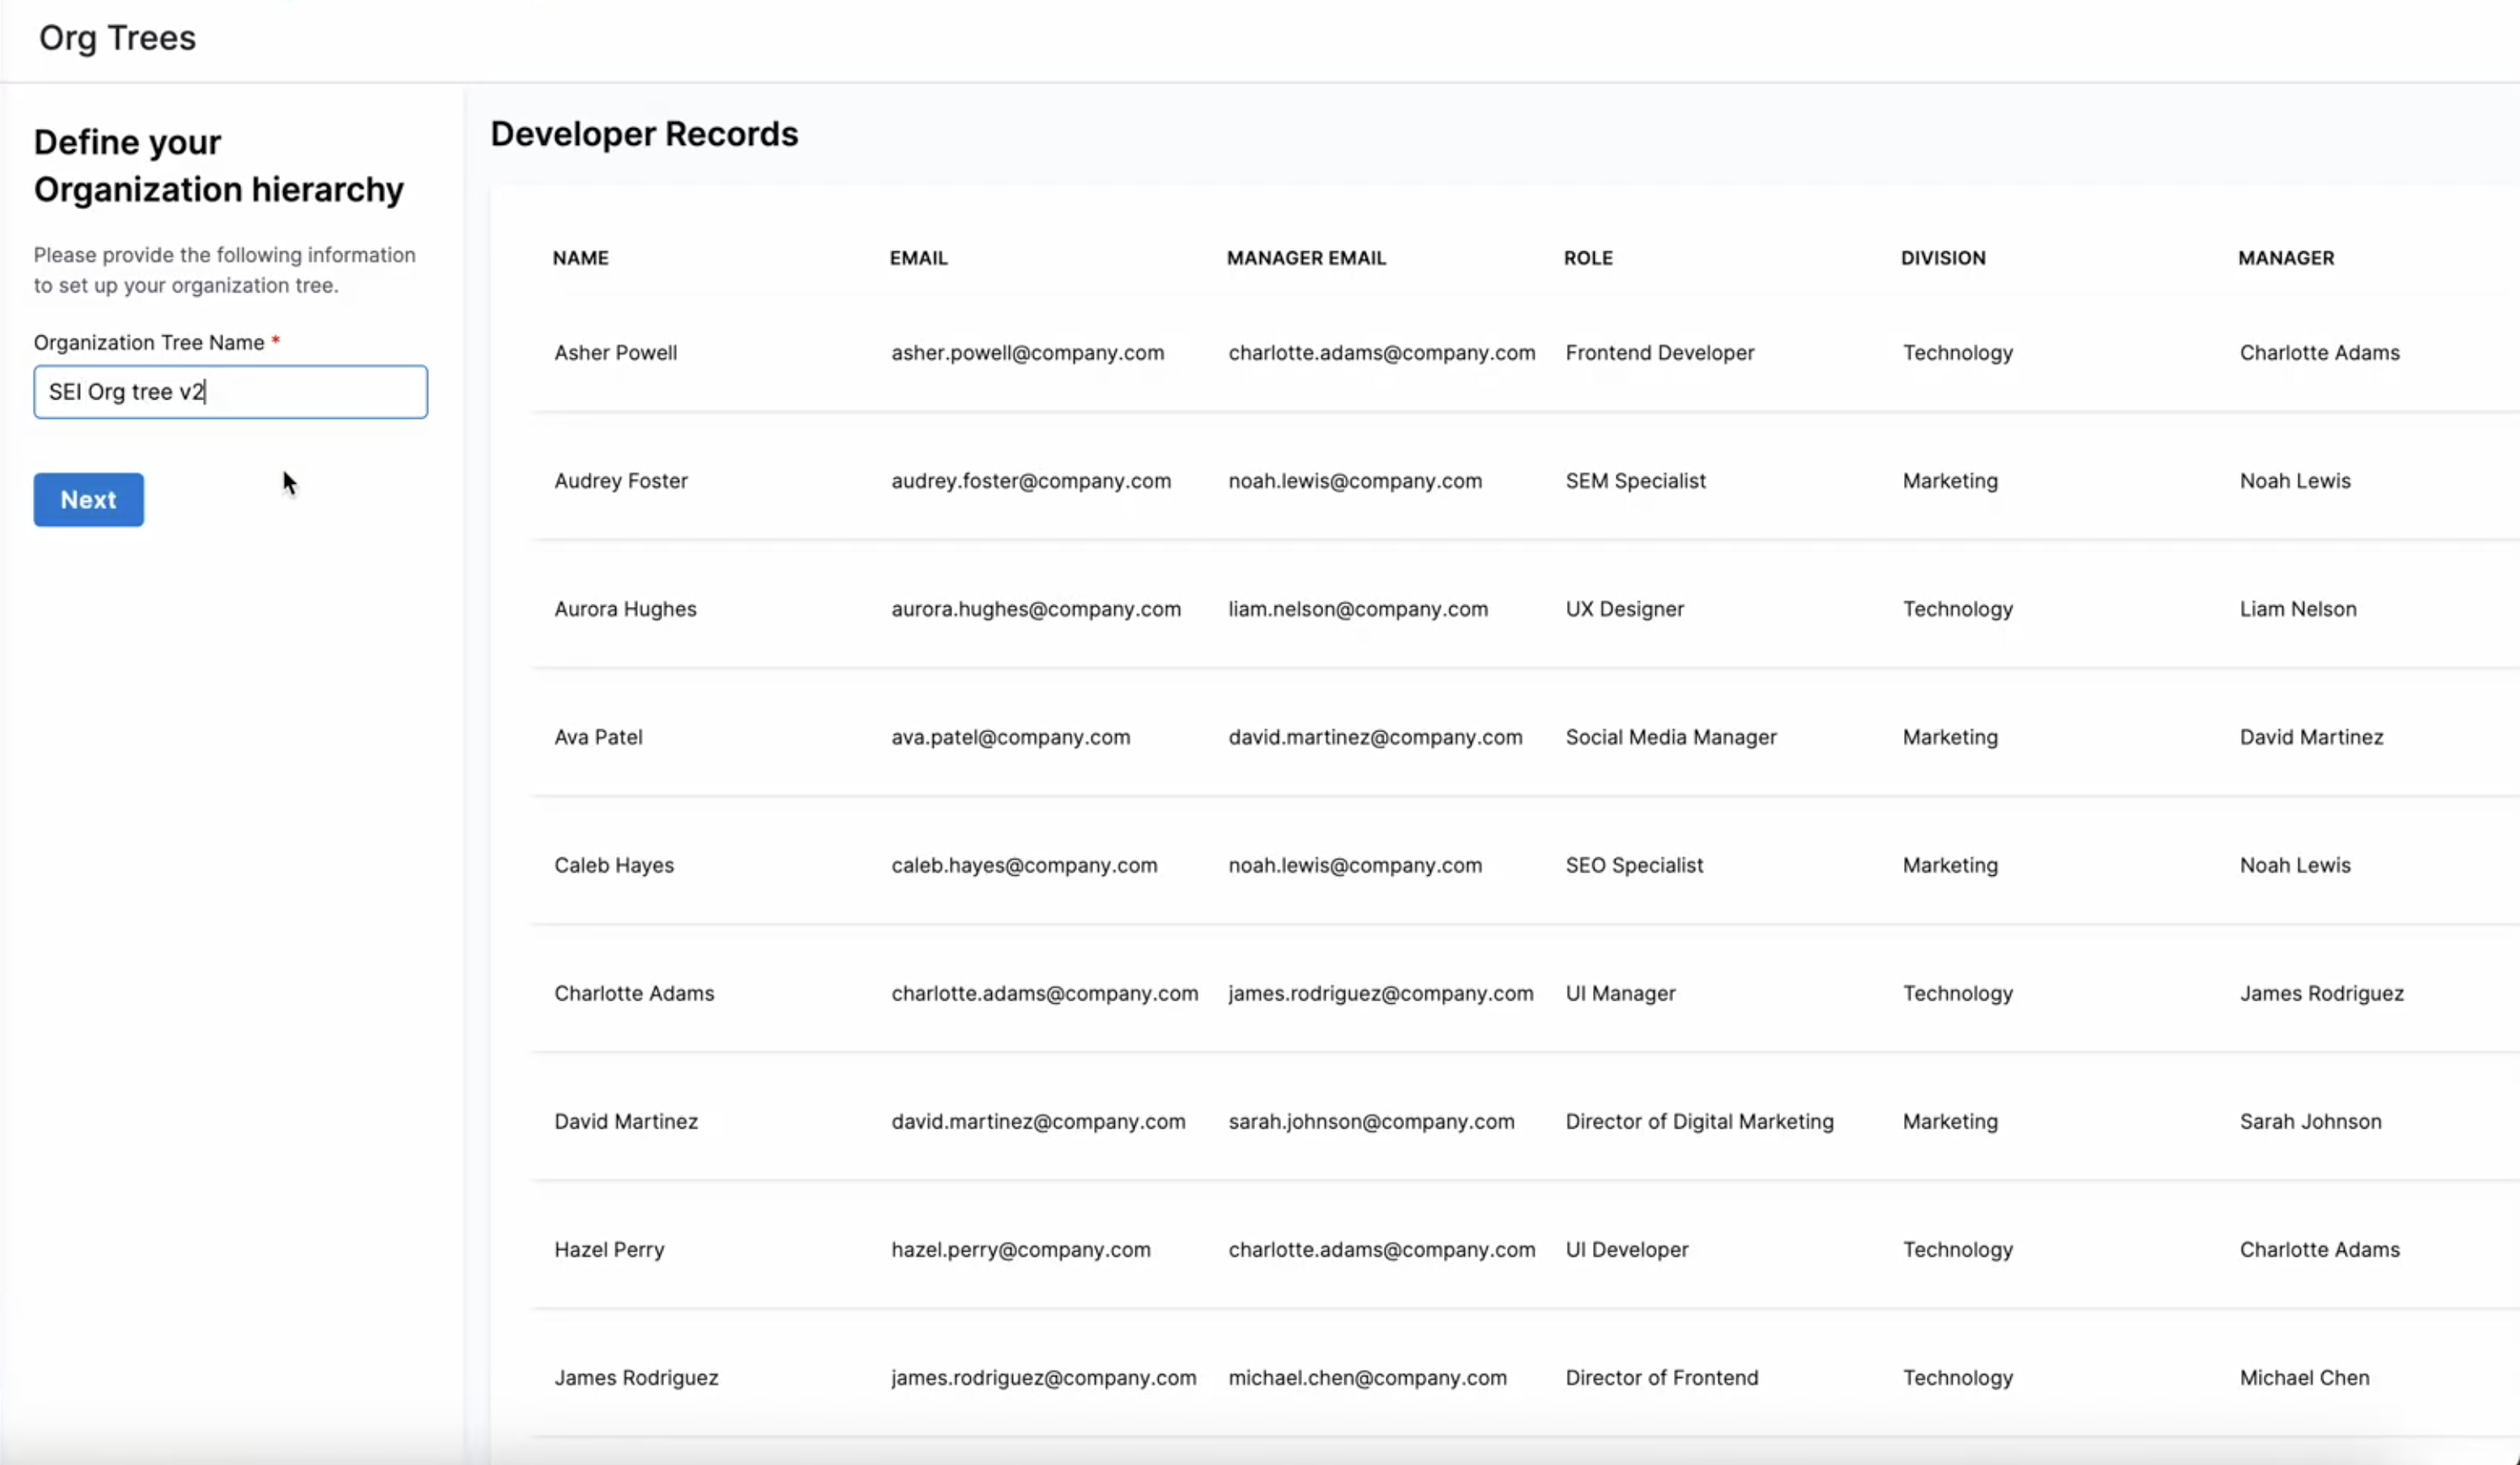 Org Trees
Define your
Organization hierarchy
Please provide the following information
to set up your organization tree.
Organization Tree Name *
SEI Org tree v2
Next
Developer Records
NAME EMAIL MANAGER EMAIL ROLE DIVISION MANAGER
Asher Powell asher.powell@company.com charlotte.adams@company.com Frontend Developer Technology Charlotte Adams
Audrey Foster audrey.foster@company.com noah.lewis@company.com SEM Specialist Marketing Noah Lewis
Aurora Hughes aurora.hughes@company.com liam.nelson@company.com UX Designer Technology Liam Nelson
Ava Patel ava.patel@company.com david.martinez@company.com Social Media Manager Marketing David Martinez
Caleb Hayes caleb.hayes@company.com noah.lewis@company.com SEO Specialist Marketing Noah Lewis
Charlotte Adams charlotte.adams@company.com james.rodriguez@company.com UI Manager Technology James Rodriguez
David Martinez david.martinez@company.com sarah.johnson@company.com Director of Digital Marketing Marketing Sarah Johnson
Hazel Perry hazel.perry@company.com charlotte.adams@company.com UI Developer Technology Charlotte Adams
James Rodriguez james.rodriguez@company.com michael.chen@company.com Director of Frontend Technology Michael Chen